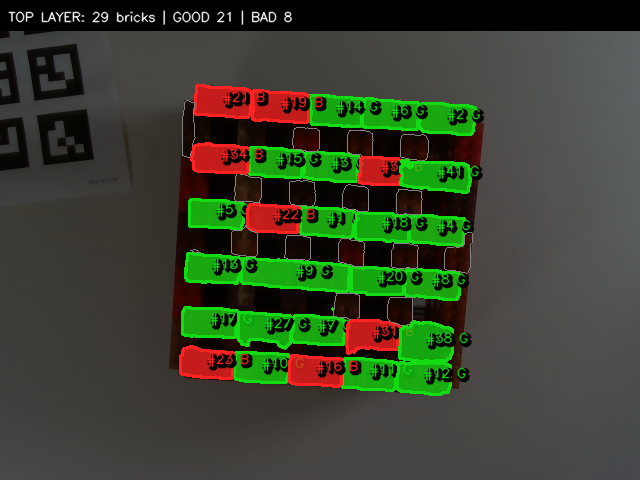 TOP LAYER: 29 bricks | GOOD 21 | BAD 8
#21 B #19 B #14 G #6 G #2 G
#34 B #15 G #3 #3 #41 G
#5 #22 B #1 #18 G #4 G
#13 G #9 G #20 G #8 G
#17 #27 G #7 #31 #38 G
#23 B #10 G #16 B #11 G #12 G